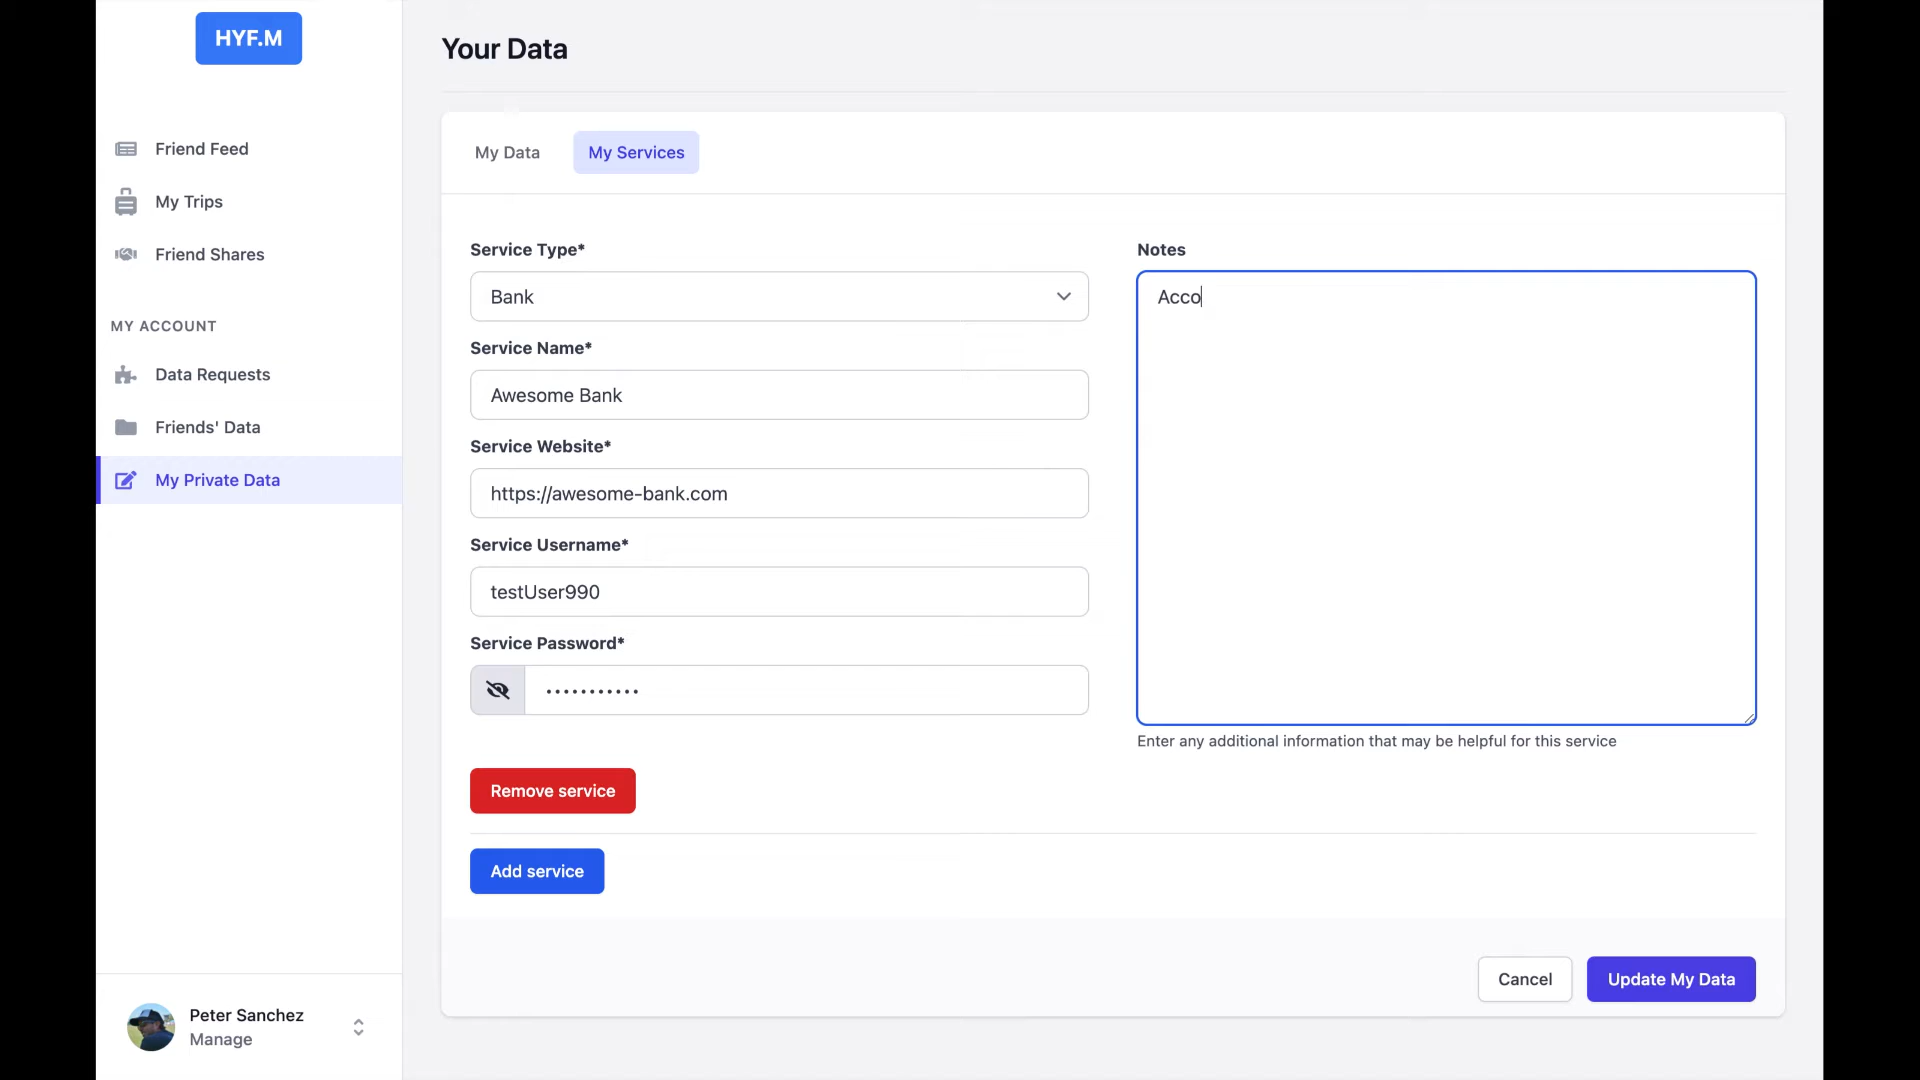 HYF.M
Friend Feed
My Trips
Friend Shares
MY ACCOUNT
Data Requests
Friends' Data
My Private Data
Peter Sanchez
Manage
Your Data
My Data
My Services
Service Type*
Bank
Service Name*
Awesome Bank
Service Website*
https://awesome-bank.com
Service Username*
testUser990
Service Password*
•••••••••••
Notes
Acco
Enter any additional information that may be helpful for this service
Remove service
Add service
Cancel
Update My Data